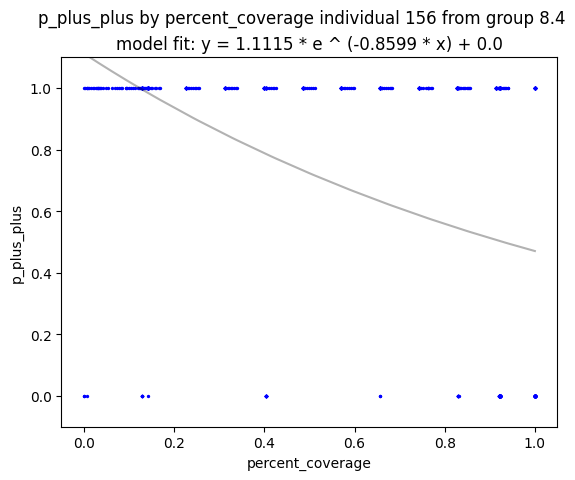 p_plus_plus by percent_coverage individual 156 from group 8.4
model fit: y = 1.1115 * e ^ (-0.8599 * x) + 0.0
1.0
0.8
0.6
0.4
0.2
0.0
p_plus_plus
0.0 0.2 0.4 0.6 0.8 1.0
percent_coverage